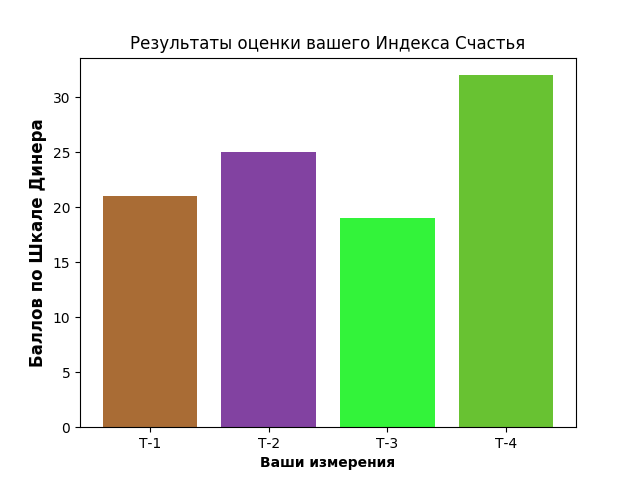 Результаты оценки вашего Индекса Счастья
Баллов по Шкале Динера
30
25
20
15
10
5
0
T-1 T-2 T-3 T-4
Ваши измерения